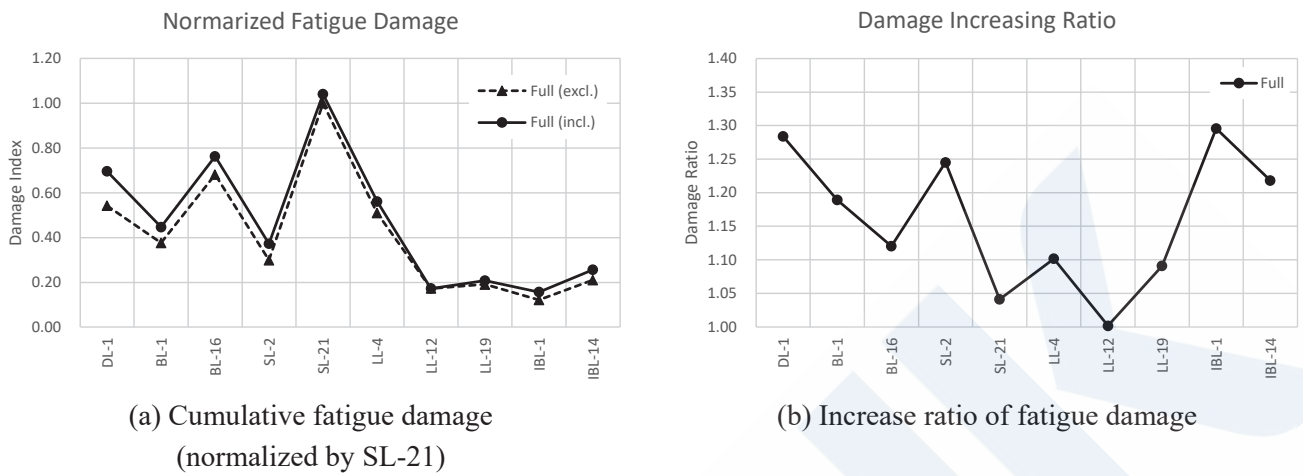 Normarized Fatigue Damage
1.20
1.00
0.80
0.60
0.40
0.20
0.00
Damage Index
Full (excl.)
Full (incl.)
DL-1
BL-1
BL-16
SL-2
SL-21
LL-4
LL-12
LL-19
IBL-1
IBL-14
(a) Cumulative fatigue damage
(normalized by SL-21)
Damage Increasing Ratio
1.40
1.35
1.30
1.25
1.20
1.15
1.10
1.05
1.00
Damage Ratio
Full
DL-1
BL-1
BL-16
SL-2
SL-21
LL-4
LL-12
LL-19
IBL-1
IBL-14
(b) Increase ratio of fatigue damage